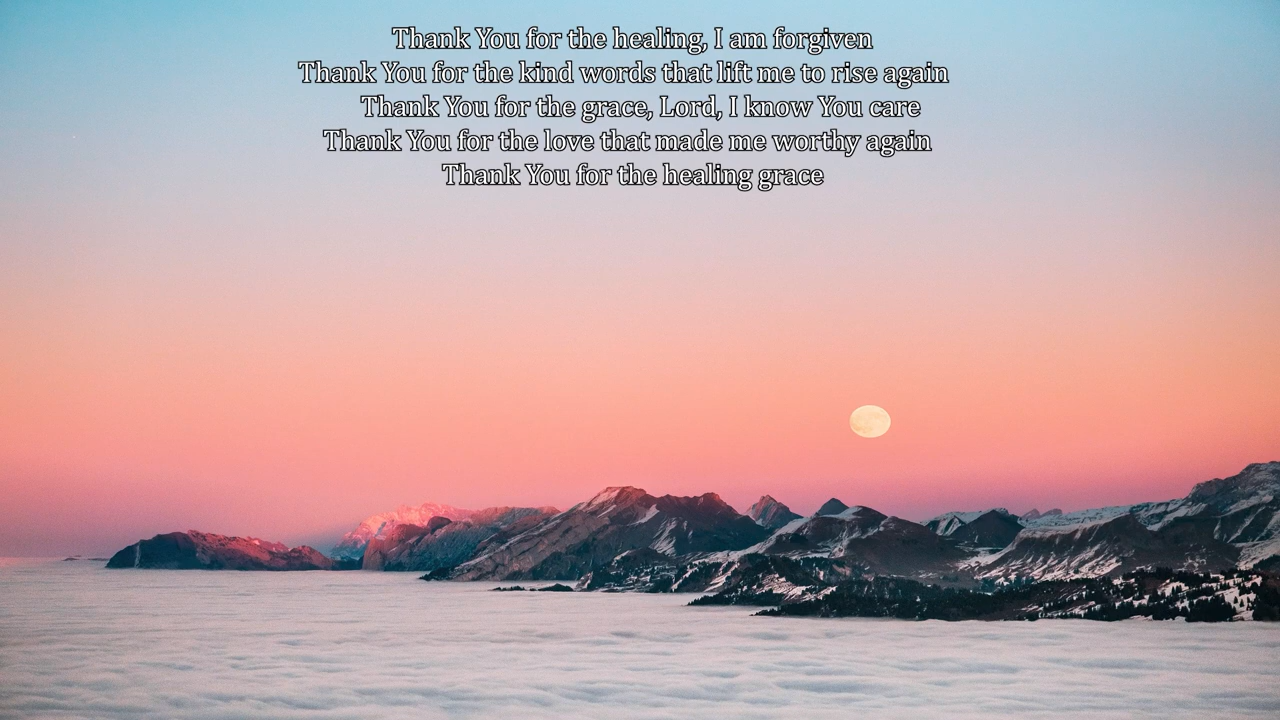 Thank You for the healing, I am forgiven
Thank You for the kind words that lift me to rise again
Thank You for the grace, Lord, I know You care
Thank You for the love that made me worthy again
Thank You for the healing grace